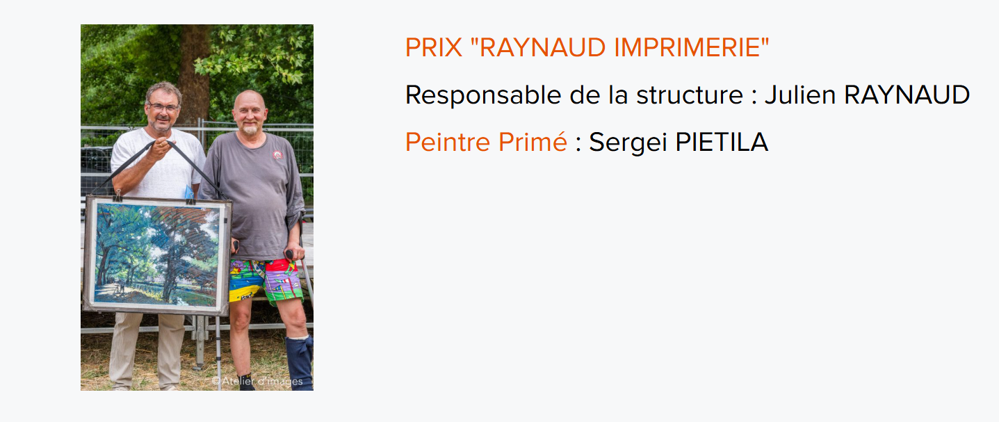 PRIX "RAYNAUD IMPRIMERIE"
Responsable de la structure : Julien RAYNAUD
Peintre Primé : Sergei PIETILA
©Atelier d'images